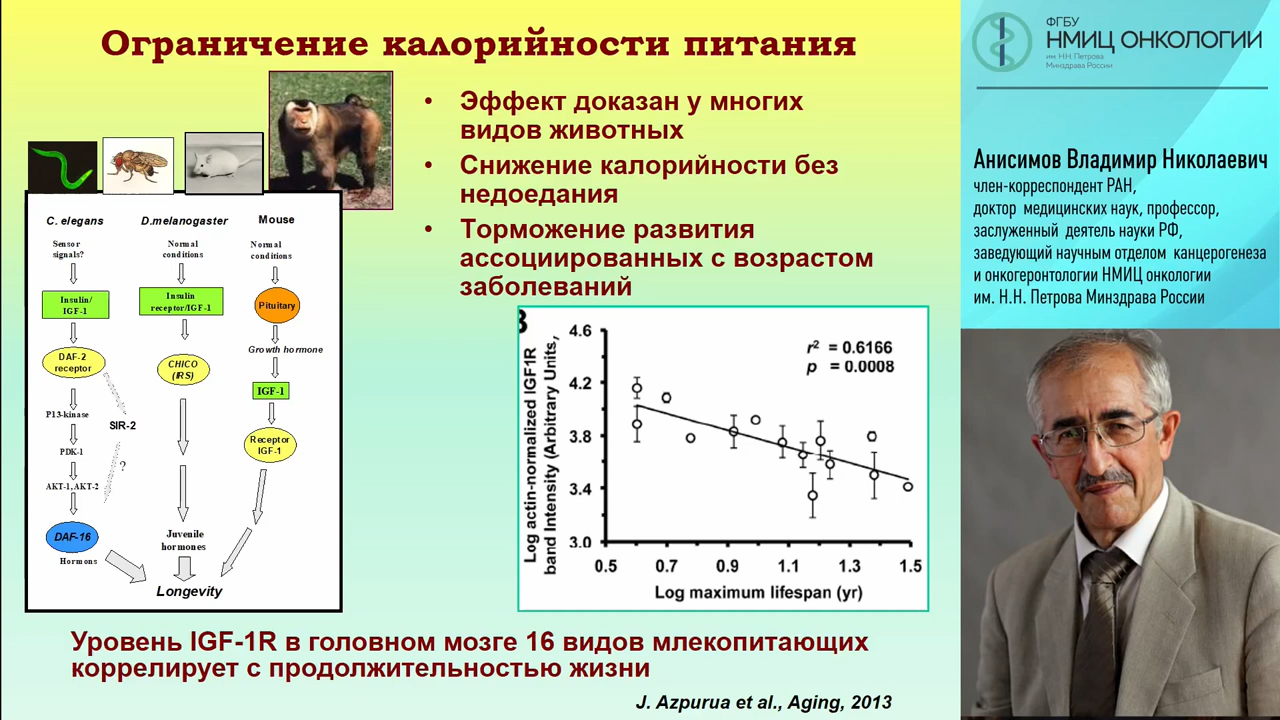 Ограничение калорийности питания
• Эффект доказан у многих
видов животных
• Снижение калорийности без
недоедания
• Торможение развития
ассоциированных с возрастом
заболеваний
C. elegans
D.melanogaster
Mouse
Sensor
signals?
Normal
conditions
Normal
conditions
Insulin/
IGF-1
Insulin
receptor/IGF-1
Pituitary
Growth hormone
DAF-2
receptor
CHICO
(IRS)
IGF-1
P13-kinase
SIR-2
Receptor
IGF-1
PDK-1
?
AKT-1, AKT-2
DAF-16
Juvenile
hormones
Hormons
Longevity
Log actin-normalized IGF1R
band Intensity (Arbitrary Units,
4.6
4.2
3.8
3.4
3.0
r² = 0.6166
p = 0.0008
0.5 0.7 0.9 1.1 1.3 1.5
Log maximum lifespan (yr)
Уровень IGF-1R в головном мозге 16 видов млекопитающих
коррелирует с продолжительностью жизни
J. Azpurua et al., Aging, 2013
ФГБУ
НМИЦ ОНКОЛОГИИ
им. Н.Н. Петрова
Минздрава России
Анисимов Владимир Николаевич
член-корреспондент РАН,
доктор медицинских наук, профессор,
заслуженный деятель науки РФ,
заведующий научным отделом канцерогенеза
и онкогеронтологии НМИЦ онкологии
им. Н.Н. Петрова Минздрава России